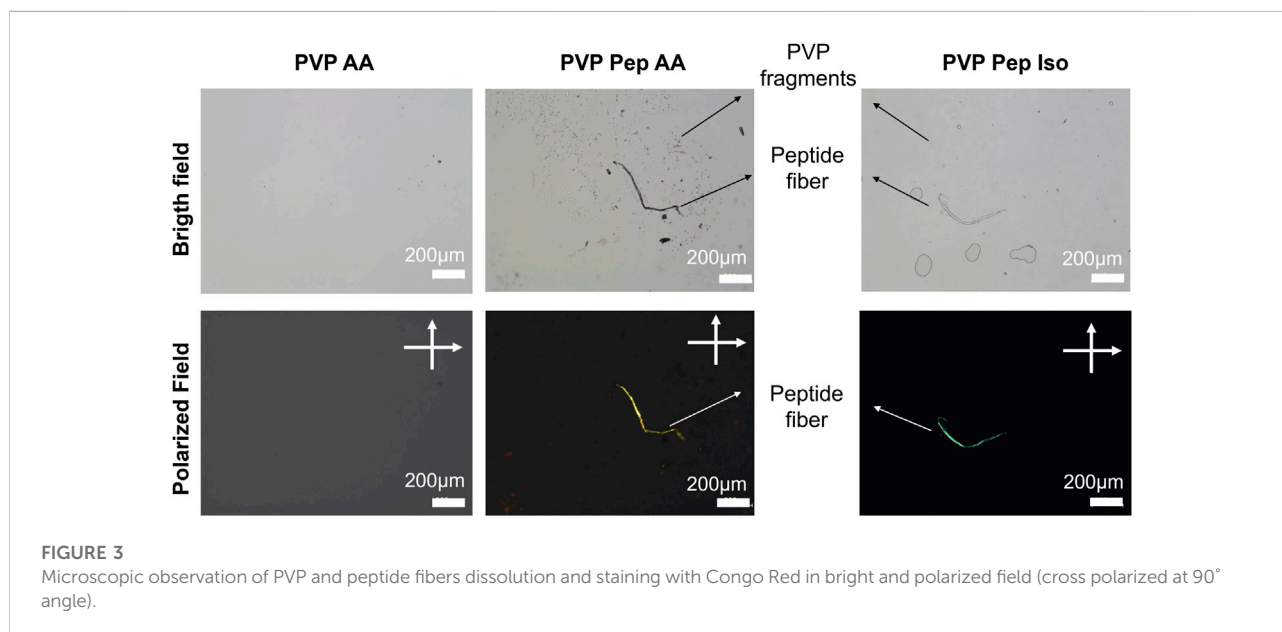 PVP AA
PVP Pep AA
PVP
fragments
PVP Pep Iso
Brigth field
Peptide
fiber
200µm
200µm
200µm
Polarized Field
Peptide
fiber
200µm
200µm
200µm
FIGURE 3
Microscopic observation of PVP and peptide fibers dissolution and staining with Congo Red in bright and polarized field (cross polarized at 90˚
angle).